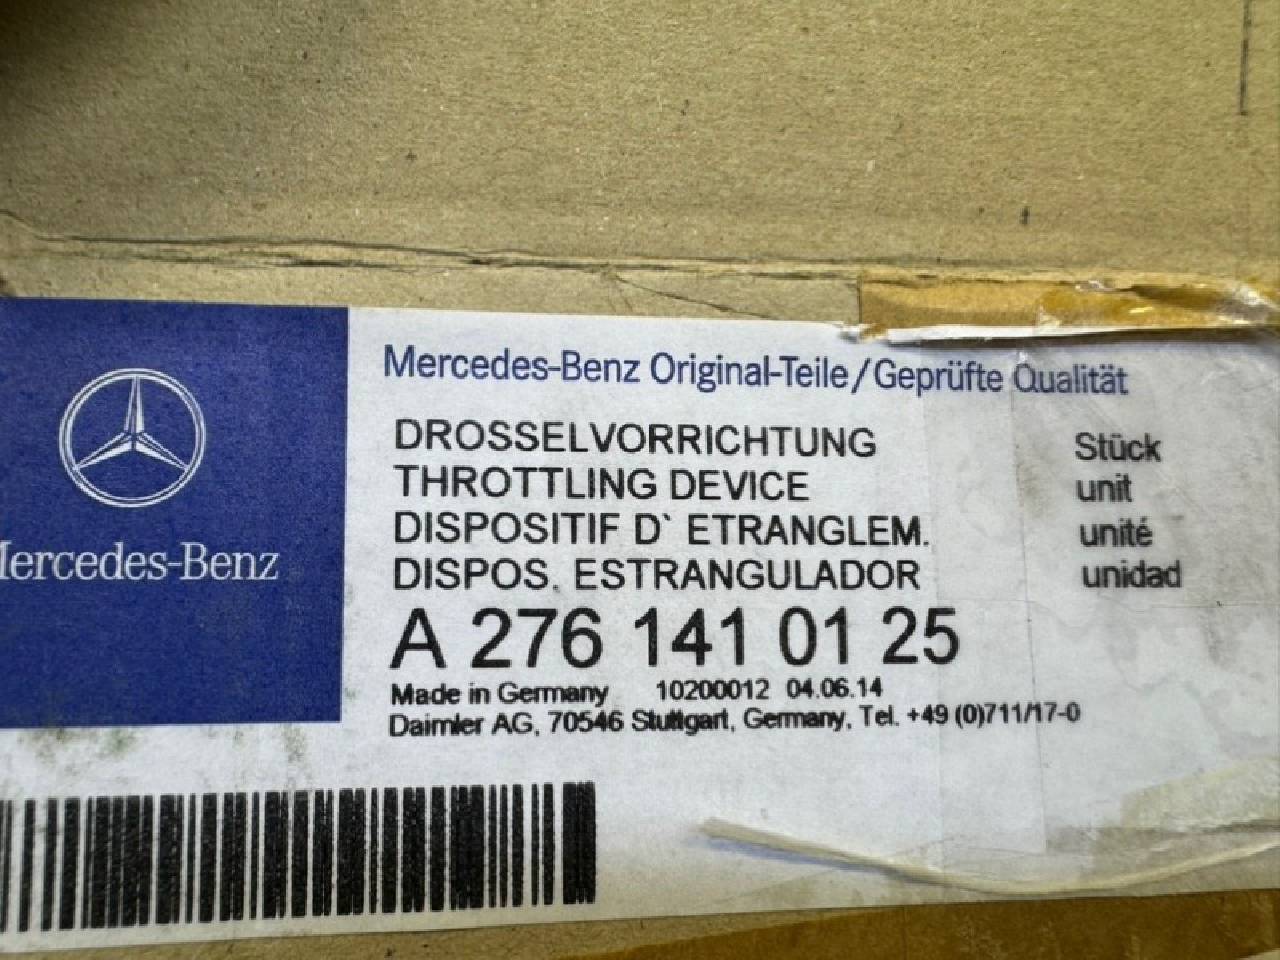 Mercedes-Benz
Mercedes-Benz Original-Teile/Geprüfte Qualität
DROSSELVORRICHTUNG Stück
THROTTLING DEVICE unit
DISPOSITIF D` ETRANGLEM. unité
DISPOS. ESTRANGULADOR unidad
A 276 141 01 25
Made in Germany 10200012 04.06.14
Daimler AG, 70546 Stuttgart, Germany, Tel. +49 (0)711/17-0